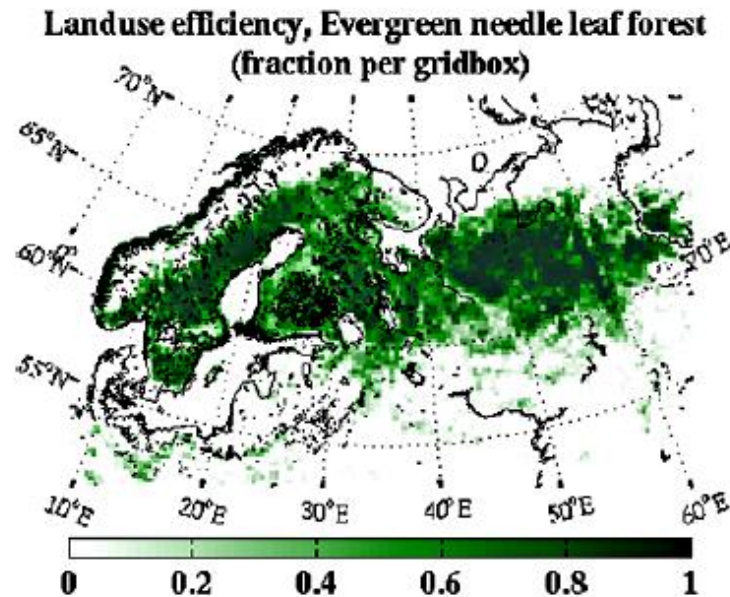 Landuse efficiency, Evergreen needle leaf forest
(fraction per gridbox)
70°N
65°N
0°
60°N
70°E
55°N
10°E 20°E 30°E 40°E 50°E 60°E
0 0.2 0.4 0.6 0.8 1